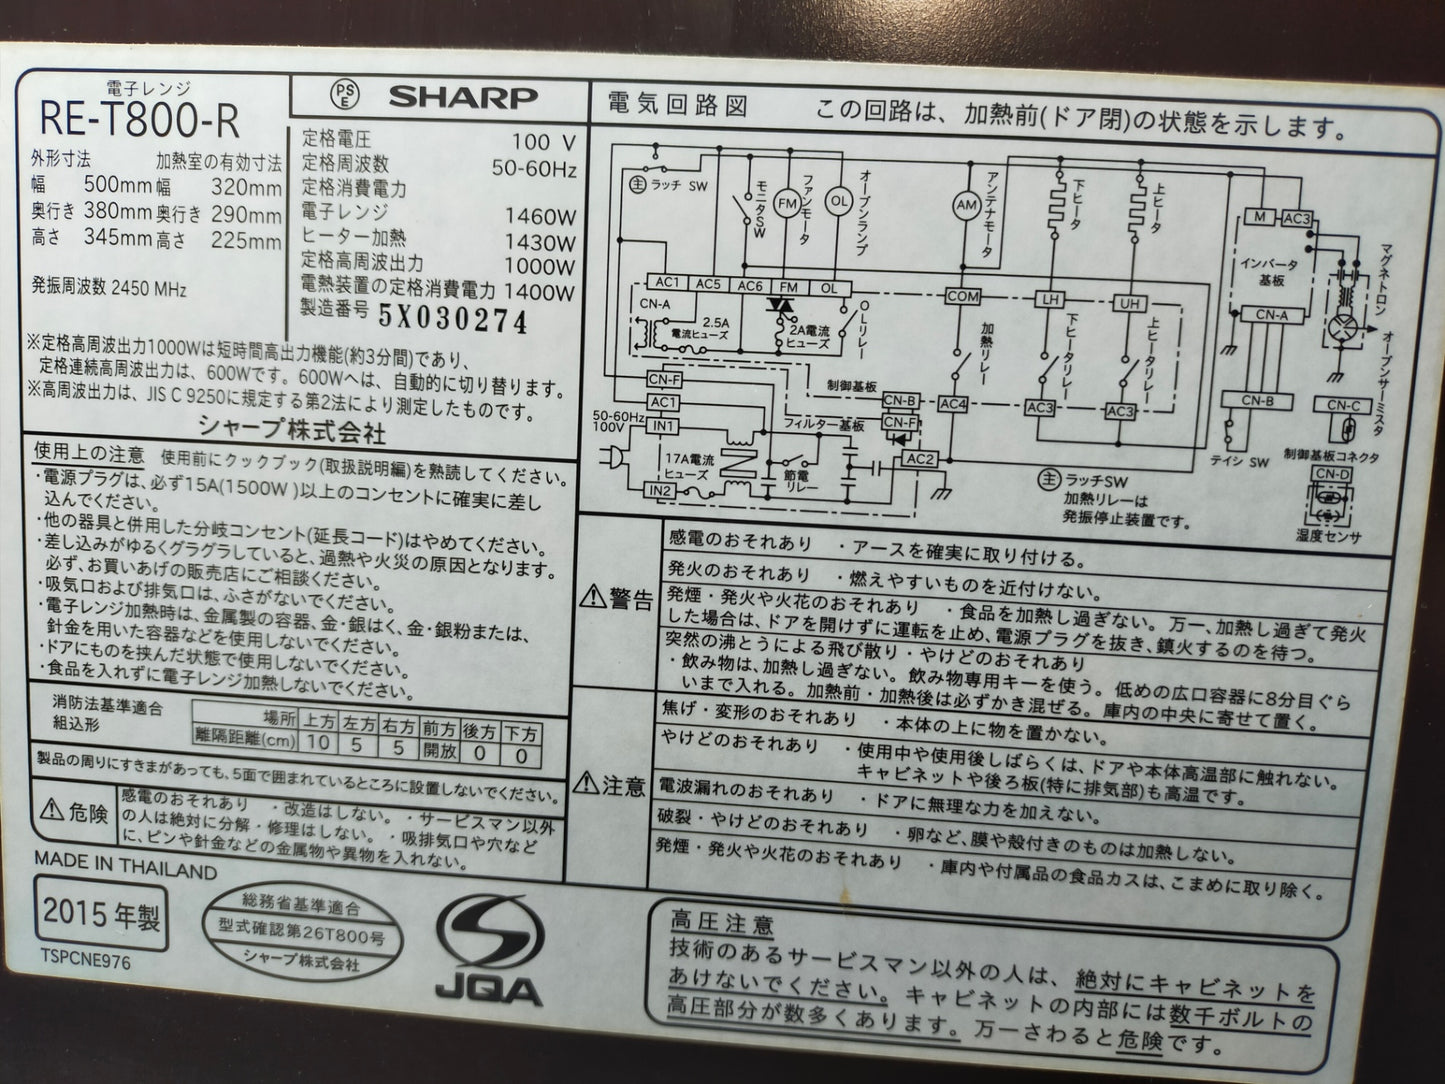 電子レンジ
RE-T800-R
外形寸法 加熱室の有効寸法
幅 500mm 幅 320mm
奥行き 380mm 奥行き 290mm
高さ 345mm 高さ 225mm
発振周波数 2450 MHz
PS
E
SHARP
定格電圧 100 V
定格周波数 50-60Hz
定格消費電力
電子レンジ 1460W
ヒーター加熱 1430W
定格高周波出力 1000W
電熱装置の定格消費電力 1400W
製造番号 5X030274
※定格高周波出力1000Wは短時間高出力機能(約3分間)であり、
定格連続高周波出力は、600Wです。600Wへは、自動的に切り替ります。
※高周波出力は、JIS C 9250に規定する第2法により測定したものです。
シャープ株式会社
使用上の注意 使用前にクックブック(取扱説明編)を熟読してください。
・電源プラグは、必ず15A(1500W)以上のコンセントに確実に差し
込んでください。
・他の器具と併用した分岐コンセント(延長コード)はやめてください。
・差し込みがゆるくグラグラしていると、過熱や火災の原因となります。
必ず、お買いあげの販売店にご相談ください。
・吸気口および排気口は、ふさがないでください。
・電子レンジ加熱時は、金属製の容器、金・銀はく、金・銀粉または、
針金を用いた容器などを使用しないでください。
・ドアにものを挟んだ状態で使用しないでください。
・食品を入れずに電子レンジ加熱しないでください。
消防法基準適合
組込形
場所 上方 左方 右方 前方 後方 下方
離隔距離(cm) 10 5 5 開放 0 0
製品の周りにすきまがあっても、5面で囲まれているところに設置しないでください。
危険
感電のおそれあり ・改造はしない。・サービスマン以外
の人は絶対に分解・修理はしない。・吸排気口や穴など
に、ピンや針金などの金属物や異物を入れない。
MADE IN THAILAND
2015年製
TSPCNE976
総務省基準適合
型式確認第26T800号
シャープ株式会社
JQA
電気回路図 この回路は、加熱前(ドア閉)の状態を示します。
主 ラッチ SW
モニタSW
FM
ファンモータ
OL
オーブンランプ
AM
アンテナモータ
下ヒータ
上ヒータ
M AC3
インバータ
基板
マグネトロン
AC1 AC5 AC6 FM OL
CN-A
2.5A
電流ヒューズ
2A電流
ヒューズ
OLリレー
COM
加熱リレー
LH
下ヒータリレー
UH
上ヒータリレー
CN-A
オーブンサーミスタ
CN-F
AC1
制御基板
CN-B
CN-F
AC4 AC3 AC3
CN-B
CN-C
50-60Hz
100V
IN1
フィルター基板
17A電流
ヒューズ
節電
リレー
AC2
IN2
テイシ SW
制御基板コネクタ
CN-D
湿度センサ
主 ラッチSW
加熱リレーは
発振停止装置です。
警告
感電のおそれあり ・アースを確実に取り付ける。
発火のおそれあり ・燃えやすいものを近付けない。
発煙・発火や火花のおそれあり ・食品を加熱し過ぎない。万一、加熱し過ぎて発火
した場合は、ドアを開けずに運転を止め、電源プラグを抜き、鎮火するのを待つ。
突然の沸とうによる飛び散り・やけどのおそれあり
・飲み物は、加熱し過ぎない。飲み物専用キーを使う。低めの広口容器に8分目ぐら
いまで入れる。加熱前・加熱後は必ずかき混ぜる。庫内の中央に寄せて置く。
注意
焦げ・変形のおそれあり ・本体の上に物を置かない。
やけどのおそれあり ・使用中や使用後しばらくは、ドアや本体高温部に触れない。
キャビネットや後ろ板(特に排気部)も高温です。
電波漏れのおそれあり ・ドアに無理な力を加えない。
破裂・やけどのおそれあり ・卵など、膜や殻付きのものは加熱しない。
発煙・発火や火花のおそれあり ・庫内や付属品の食品カスは、こまめに取り除く。
高圧注意
技術のあるサービスマン以外の人は、絶対にキャビネットを
あけないでください。キャビネットの内部には数千ボルトの
高圧部分が数多くあります。万一さわると危険です。